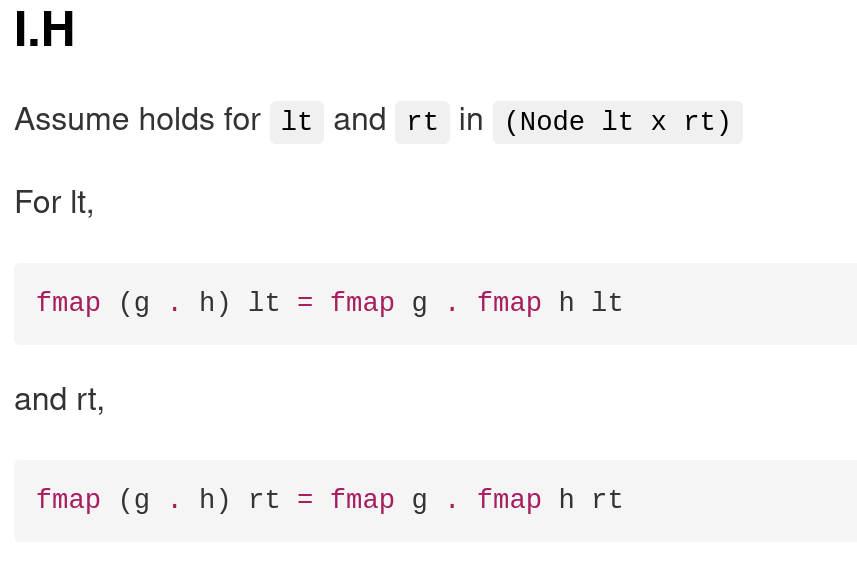 I.H
Assume holds for lt and rt in (Node lt x rt)
For lt,
fmap (g . h) lt = fmap g . fmap h lt
and rt,
fmap (g . h) rt = fmap g . fmap h rt